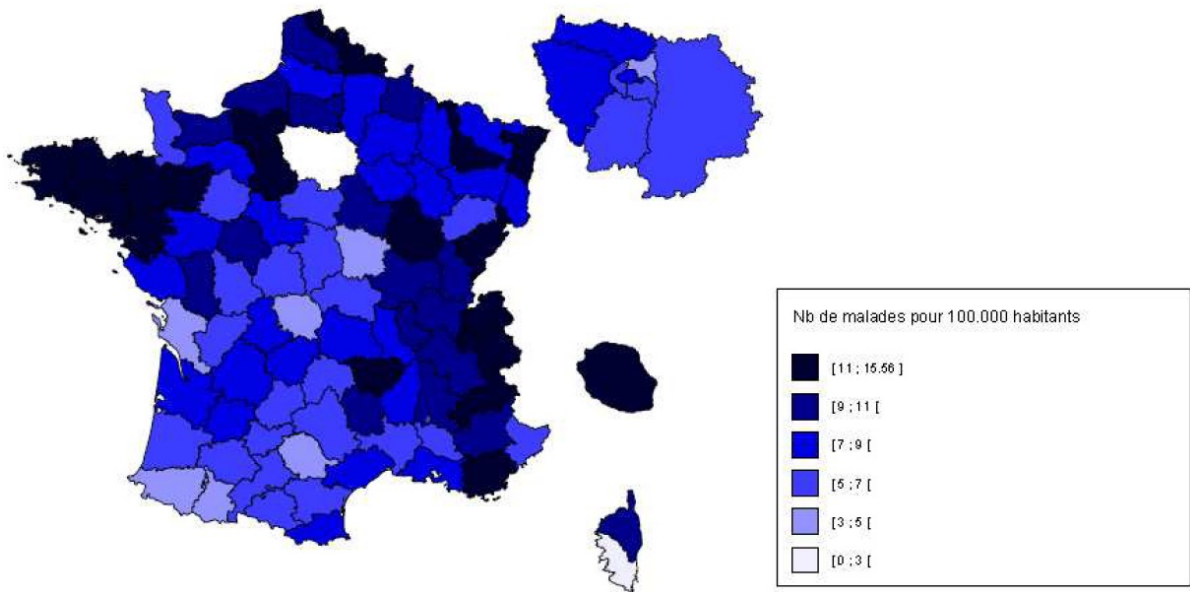 Nb de malades pour 100.000 habitants
[11 ; 15.56 ]
[9 ; 11 [
[7 ; 9 [
[5 ; 7 [
[3 ; 5 [
[0 ; 3 [